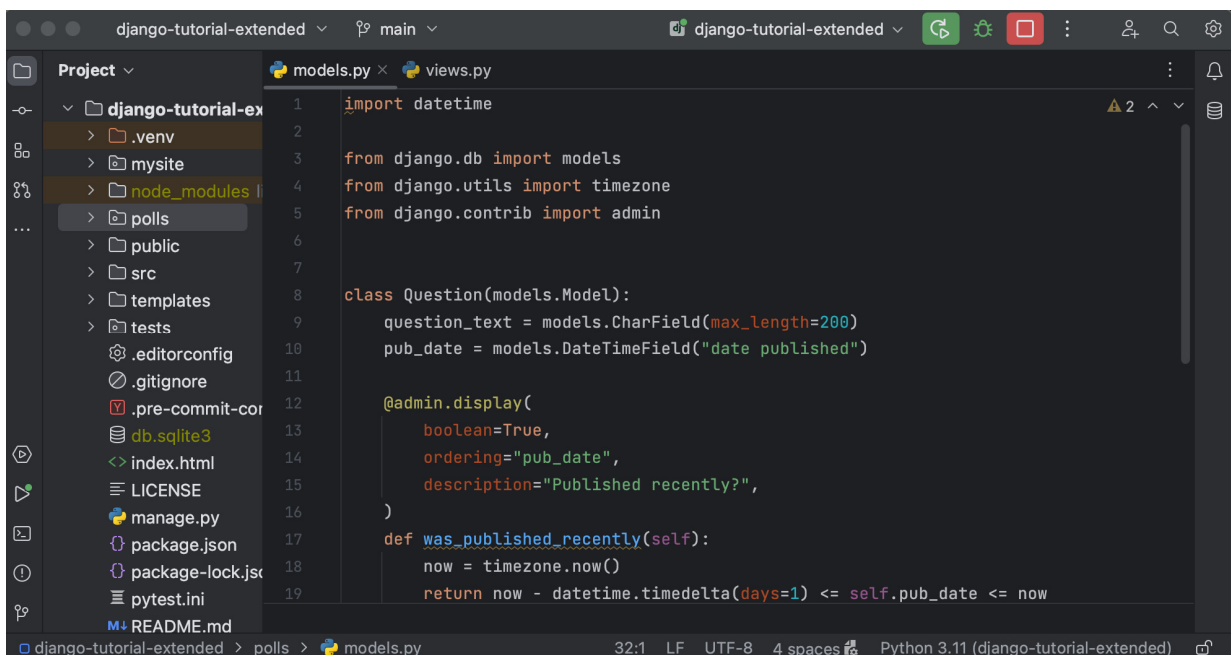 django-tutorial-extended main django-tutorial-extended
Project
models.py views.py
django-tutorial-ex
.venv
mysite
node_modules li
polls
public
src
templates
tests
.editorconfig
.gitignore
.pre-commit-cor
db.sqlite3
index.html
LICENSE
manage.py
package.json
package-lock.jso
pytest.ini
README.md
1 import datetime
2
3 from django.db import models
4 from django.utils import timezone
5 from django.contrib import admin
6
7
8 class Question(models.Model):
9 question_text = models.CharField(max_length=200)
10 pub_date = models.DateTimeField("date published")
11
12 @admin.display(
13 boolean=True,
14 ordering="pub_date",
15 description="Published recently?",
16 )
17 def was_published_recently(self):
18 now = timezone.now()
19 return now - datetime.timedelta(days=1) <= self.pub_date <= now
2
django-tutorial-extended > polls > models.py 32:1 LF UTF-8 4 spaces Python 3.11 (django-tutorial-extended)